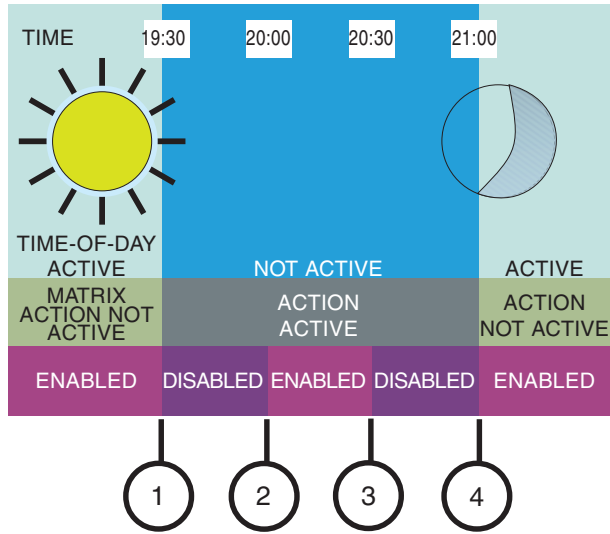 TIME 19:30 20:00 20:30 21:00
TIME-OF-DAY
ACTIVE NOT ACTIVE ACTIVE
MATRIX
ACTION NOT
ACTIVE
ACTION
ACTIVE
ACTION
NOT ACTIVE
ENABLED DISABLED ENABLED DISABLED ENABLED
1 2 3 4